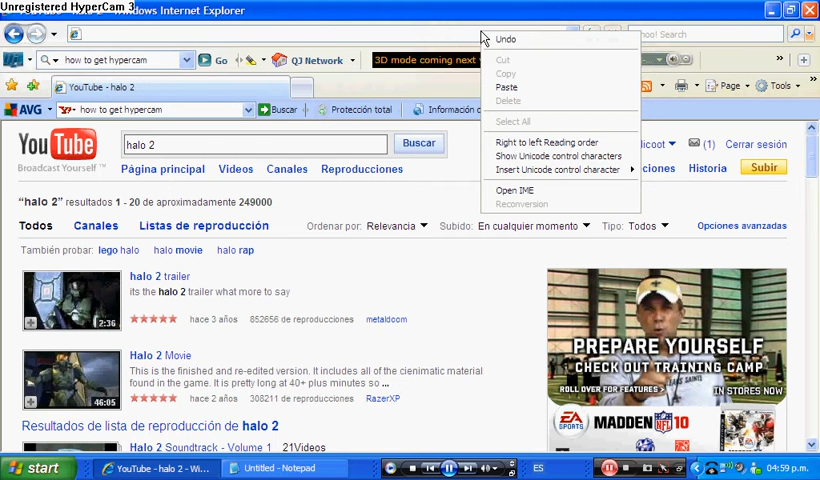 Unregistered HyperCam 3
Windows Internet Explorer
Yahoo! Search
how to get hypercam
Go
QJ Network
3D mode coming next
YouTube - halo 2
Page
Tools
AVG
how to get hypercam
Buscar
Protección total
Información
Undo
Cut
Copy
Paste
Delete
Select All
Right to left Reading order
Show Unicode control characters
Insert Unicode control character
Open IME
Reconversion
YouTube
Broadcast Yourself ™
halo 2
Buscar
(1)
Cerrar sesión
Página principal
Videos
Canales
Reproducciones
Historia
Subir
“halo 2” resultados 1 - 20 de aproximadamente 249000
Todos
Canales
Listas de reproducción
Ordenar por: Relevancia
Subido: En cualquier momento
Tipo: Todos
Opciones avanzadas
También probar: lego halo halo movie halo rap
halo 2 trailer
its the halo 2 trailer what more to say
2:36
hace 3 años
852656 de reproducciones
metaldoom
Halo 2 Movie
This is the finished and re-edited version. It includes all of the cienimatic material
found in the game. It is pretty long at 40+ plus minutes so ...
46:05
hace 2 años
308211 de reproducciones
RazerXP
Resultados de lista de reproducción de halo 2
Halo 2 Soundtrack - Volume 1 21Videos
PREPARE YOURSELF
CHECK OUT TRAINING CAMP
ROLL OVER FOR FEATURES
IN STORES NOW
EA SPORTS
MADDEN NFL 10
start
YouTube - halo 2 - Wi...
Untitled - Notepad
ES
04:59 p.m.